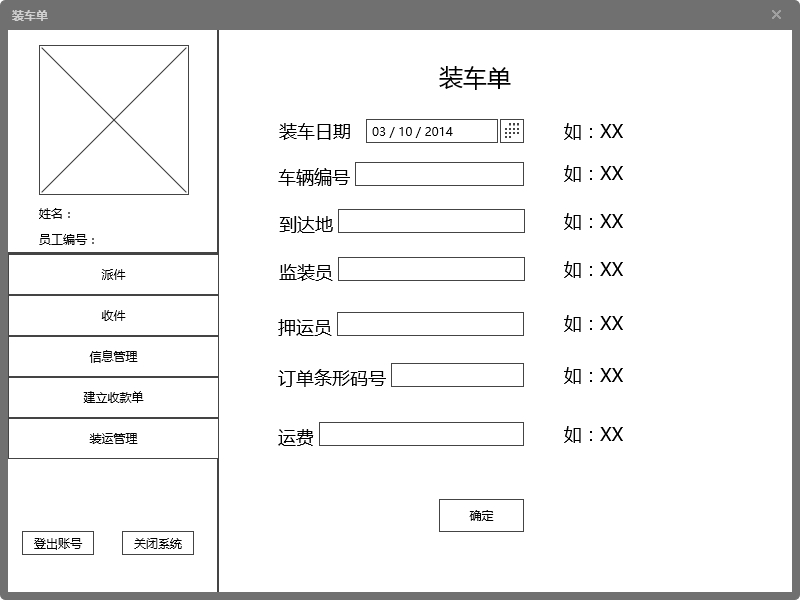 装车单
姓名：
员工编号：
派件
收件
信息管理
建立收款单
装运管理
登出账号
关闭系统
装车单
装车日期 03 / 10 / 2014 如：XX
车辆编号 如：XX
到达地 如：XX
监装员 如：XX
押运员 如：XX
订单条形码号 如：XX
运费 如：XX
确定